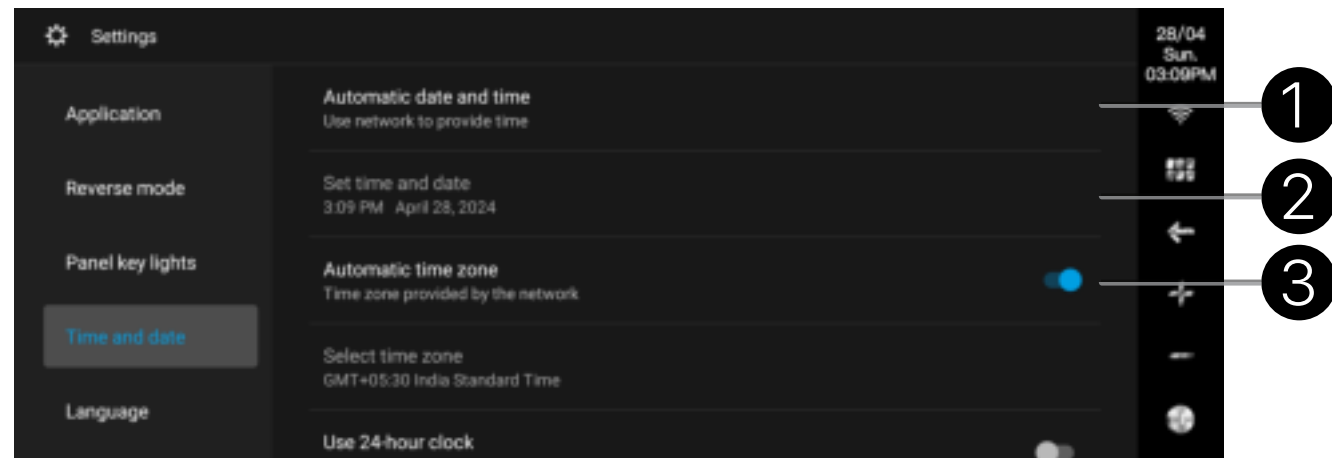 Settings
28/04
Sun.
03:09PM
Application
Reverse mode
Panel key lights
Time and date
Language
Automatic date and time
Use network to provide time
Set time and date
3:09 PM April 28, 2024
Automatic time zone
Time zone provided by the network
Select time zone
GMT+05:30 India Standard Time
Use 24-hour clock
1
2
3